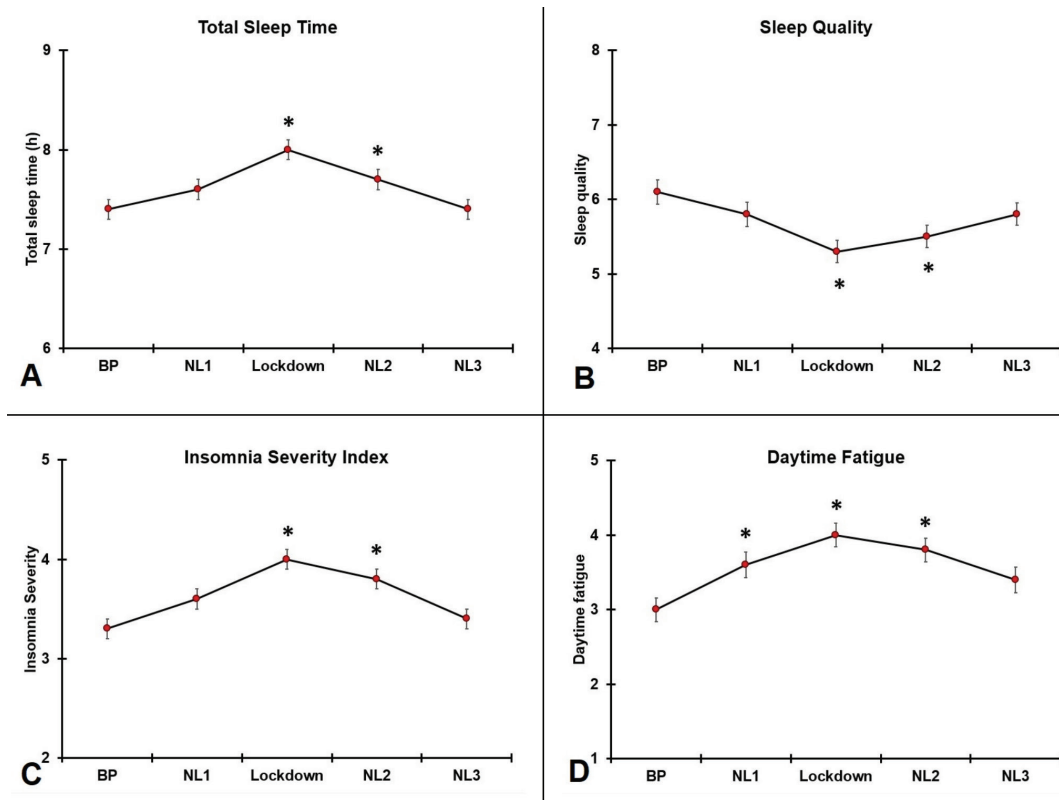 Total Sleep Time
9
8
7
6
Total sleep time (h)
*
*
BP NL1 Lockdown NL2 NL3
A
Sleep Quality
8
7
6
5
4
Sleep quality
*
*
BP NL1 Lockdown NL2 NL3
B
Insomnia Severity Index
5
4
3
2
Insomnia Severity
*
*
BP NL1 Lockdown NL2 NL3
C
Daytime Fatigue
5
4
3
2
1
Daytime fatigue
*
*
*
BP NL1 Lockdown NL2 NL3
D